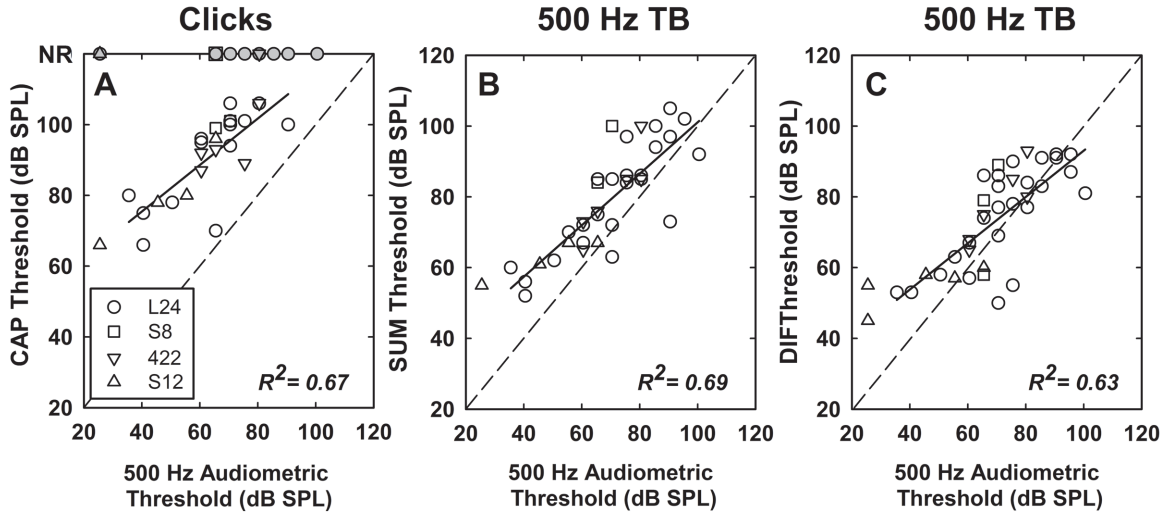 Clicks
500 Hz TB
500 Hz TB
NR
A
B
C
120
100
80
60
40
20
120
100
80
60
40
20
100
80
60
40
20
CAP Threshold (dB SPL)
SUM Threshold (dB SPL)
DIFThreshold (dB SPL)
L24
S8
422
S12
R2= 0.67
R2= 0.69
R2= 0.63
20 40 60 80 100 120
20 40 60 80 100 120
20 40 60 80 100 120
500 Hz Audiometric
Threshold (dB SPL)
500 Hz Audiometric
Threshold (dB SPL)
500 Hz Audiometric
Threshold (dB SPL)